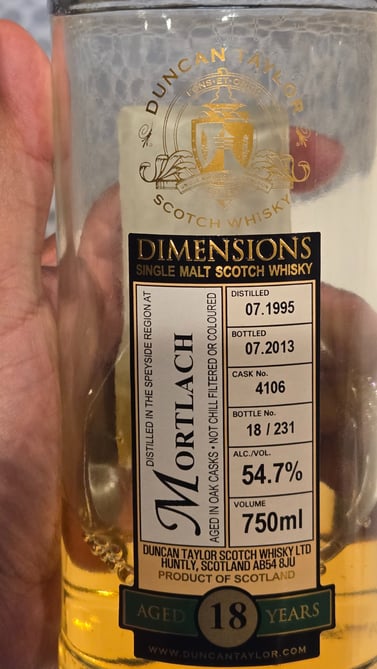 DUNCAN TAYLOR
SCOTCH WHISKY
DIMENSIONS
SINGLE MALT SCOTCH WHISKY
DISTILLED IN THE SPEYSIDE REGION AT
MORTLACH
AGED IN OAK CASKS • NOT CHILL FILTERED OR COLOURED
DISTILLED
07.1995
BOTTLED
07.2013
CASK No.
4106
BOTTLE No.
18 / 231
ALC./VOL.
54.7%
VOLUME
750ml
DUNCAN TAYLOR SCOTCH WHISKY LTD
HUNTLY, SCOTLAND AB54 8JU
PRODUCT OF SCOTLAND
AGED 18 YEARS
WWW.DUNCANTAYLOR.COM